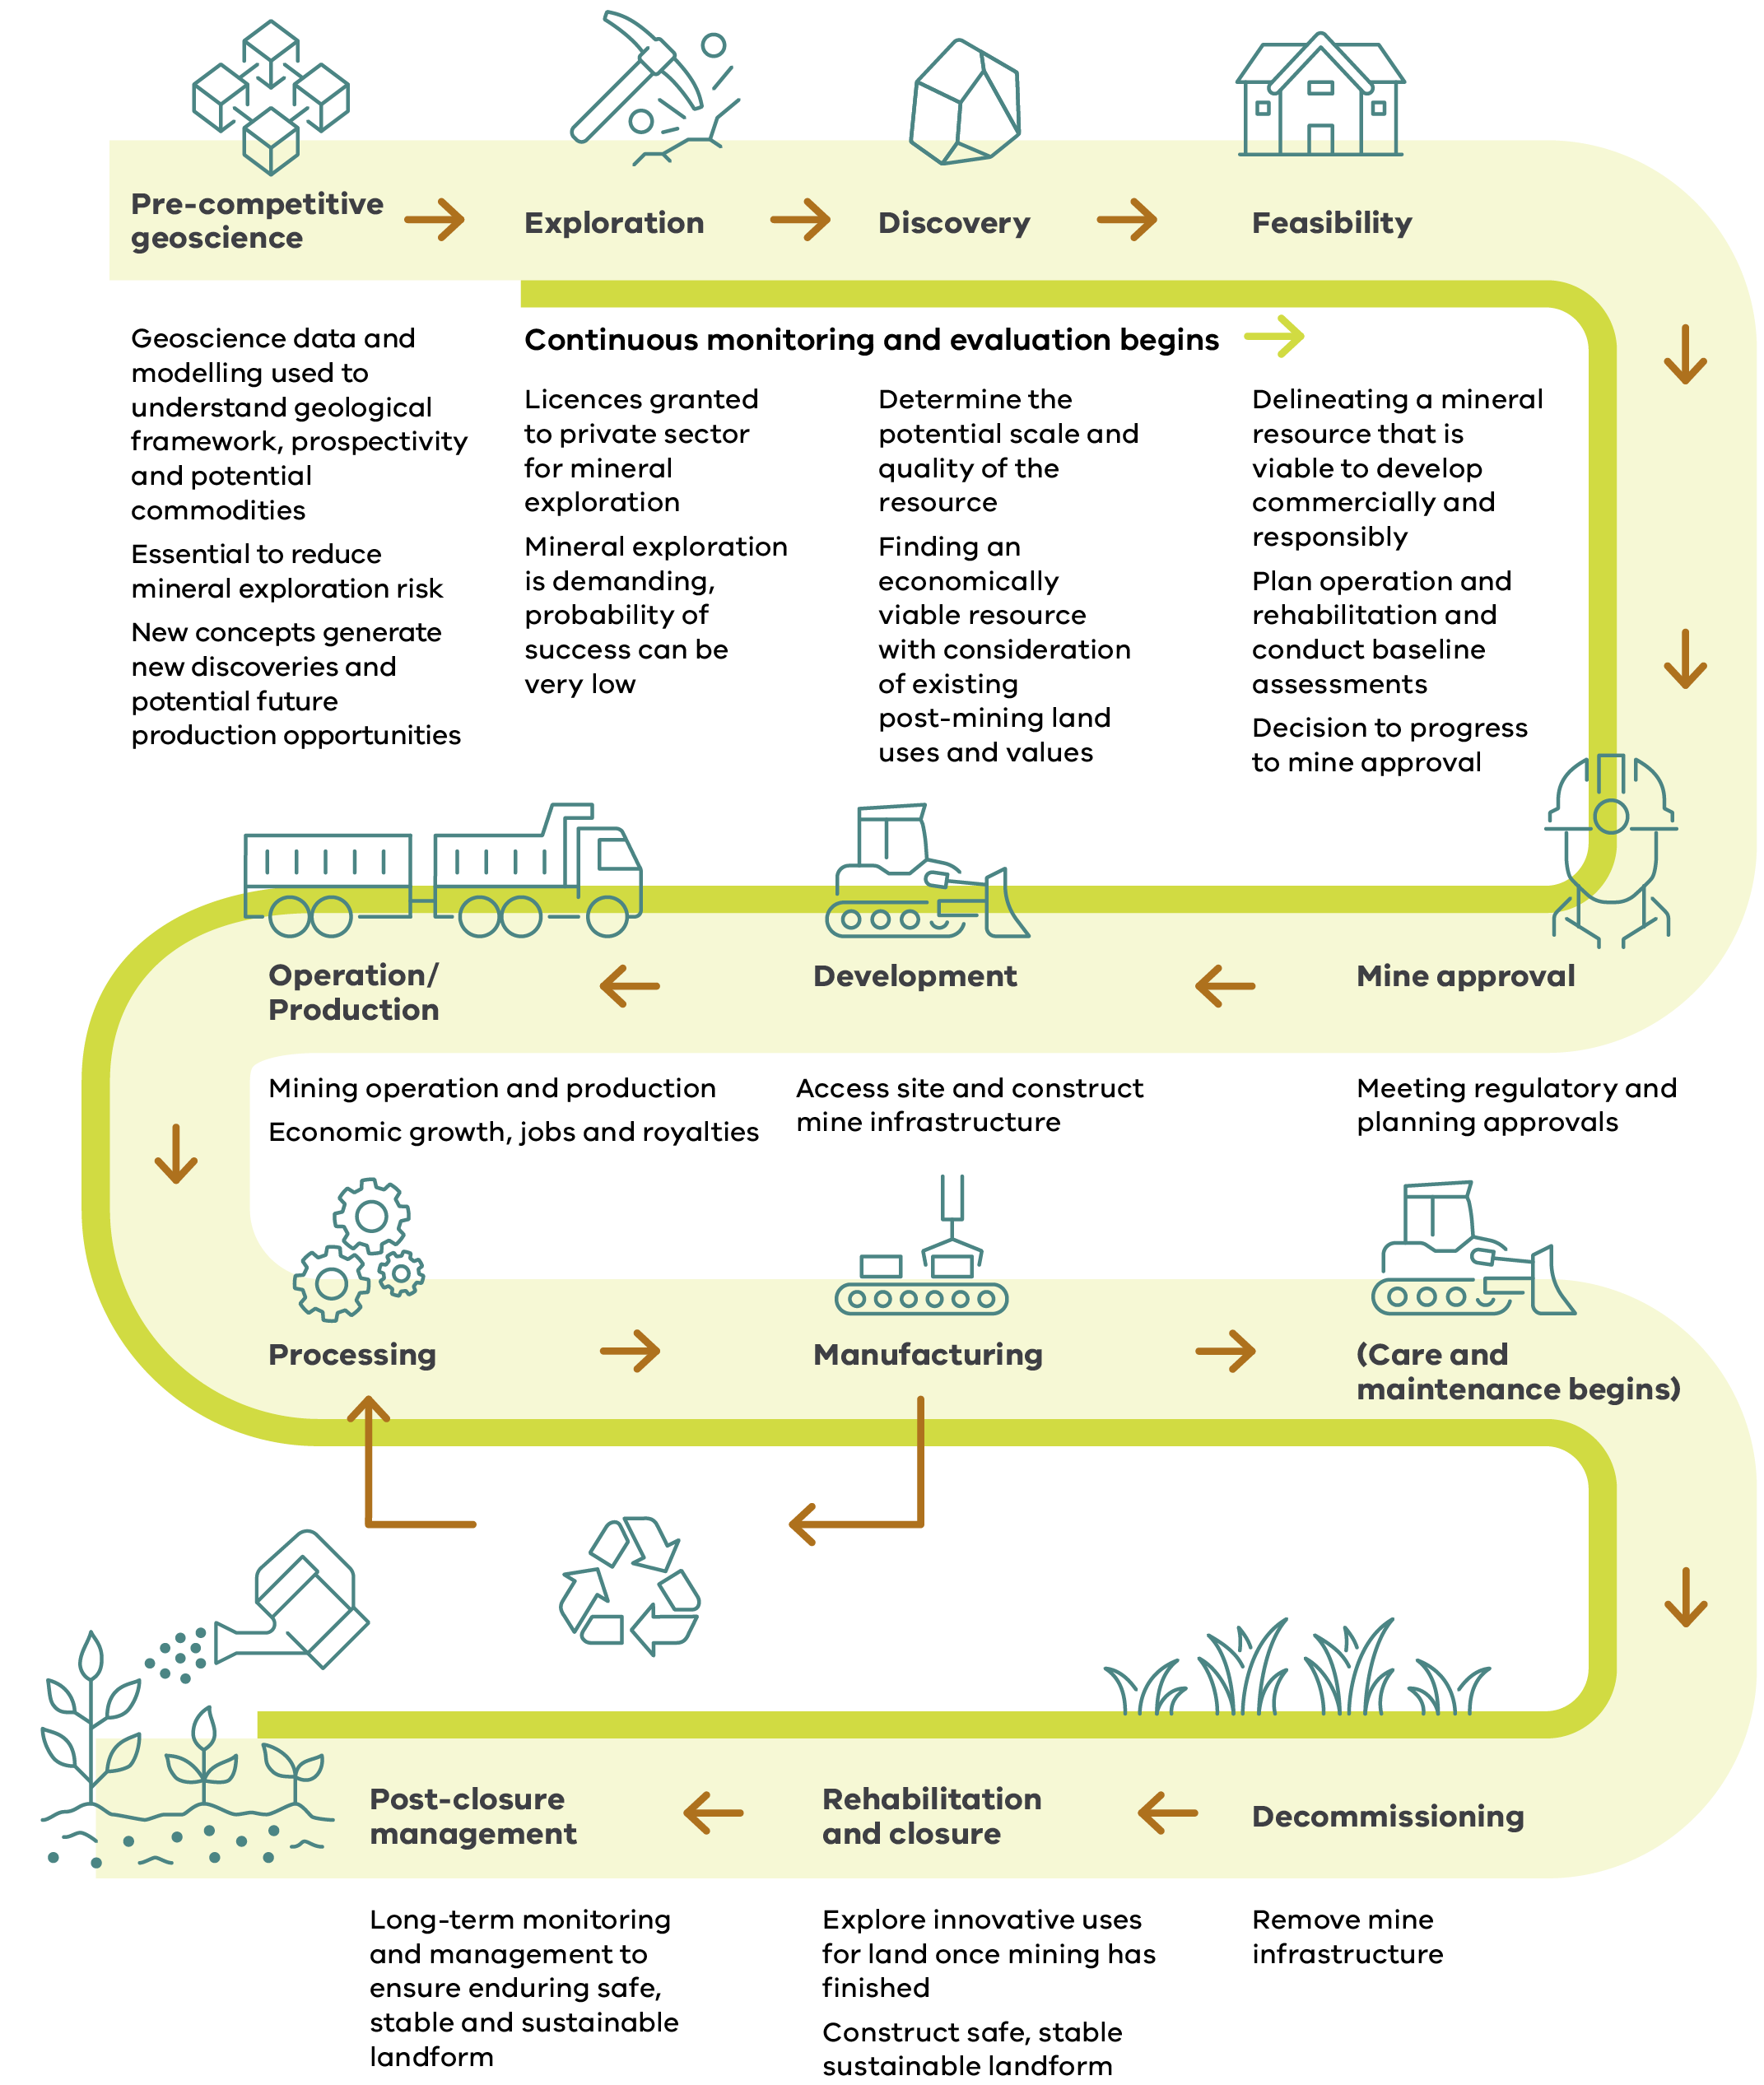 Pre-competitive
geoscience
Exploration
Discovery
Feasibility
Geoscience data and
modelling used to
understand geological
framework, prospectivity
and potential
commodities
Essential to reduce
mineral exploration risk
New concepts generate
new discoveries and
potential future
production opportunities
Continuous monitoring and evaluation begins
Licences granted
to private sector
for mineral
exploration
Mineral exploration
is demanding,
probability of
success can be
very low
Determine the
potential scale and
quality of the
resource
Finding an
economically
viable resource
with consideration
of existing
post-mining land
uses and values
Delineating a mineral
resource that is
viable to develop
commercially and
responsibly
Plan operation and
rehabilitation and
conduct baseline
assessments
Decision to progress
to mine approval
Operation/
Production
Development
Mine approval
Mining operation and production
Economic growth, jobs and royalties
Access site and construct
mine infrastructure
Meeting regulatory and
planning approvals
Processing
Manufacturing
(Care and
maintenance begins)
Post-closure
management
Rehabilitation
and closure
Decommissioning
Long-term monitoring
and management to
ensure enduring safe,
stable and sustainable
landform
Explore innovative uses
for land once mining has
finished
Construct safe, stable
sustainable landform
Remove mine
infrastructure